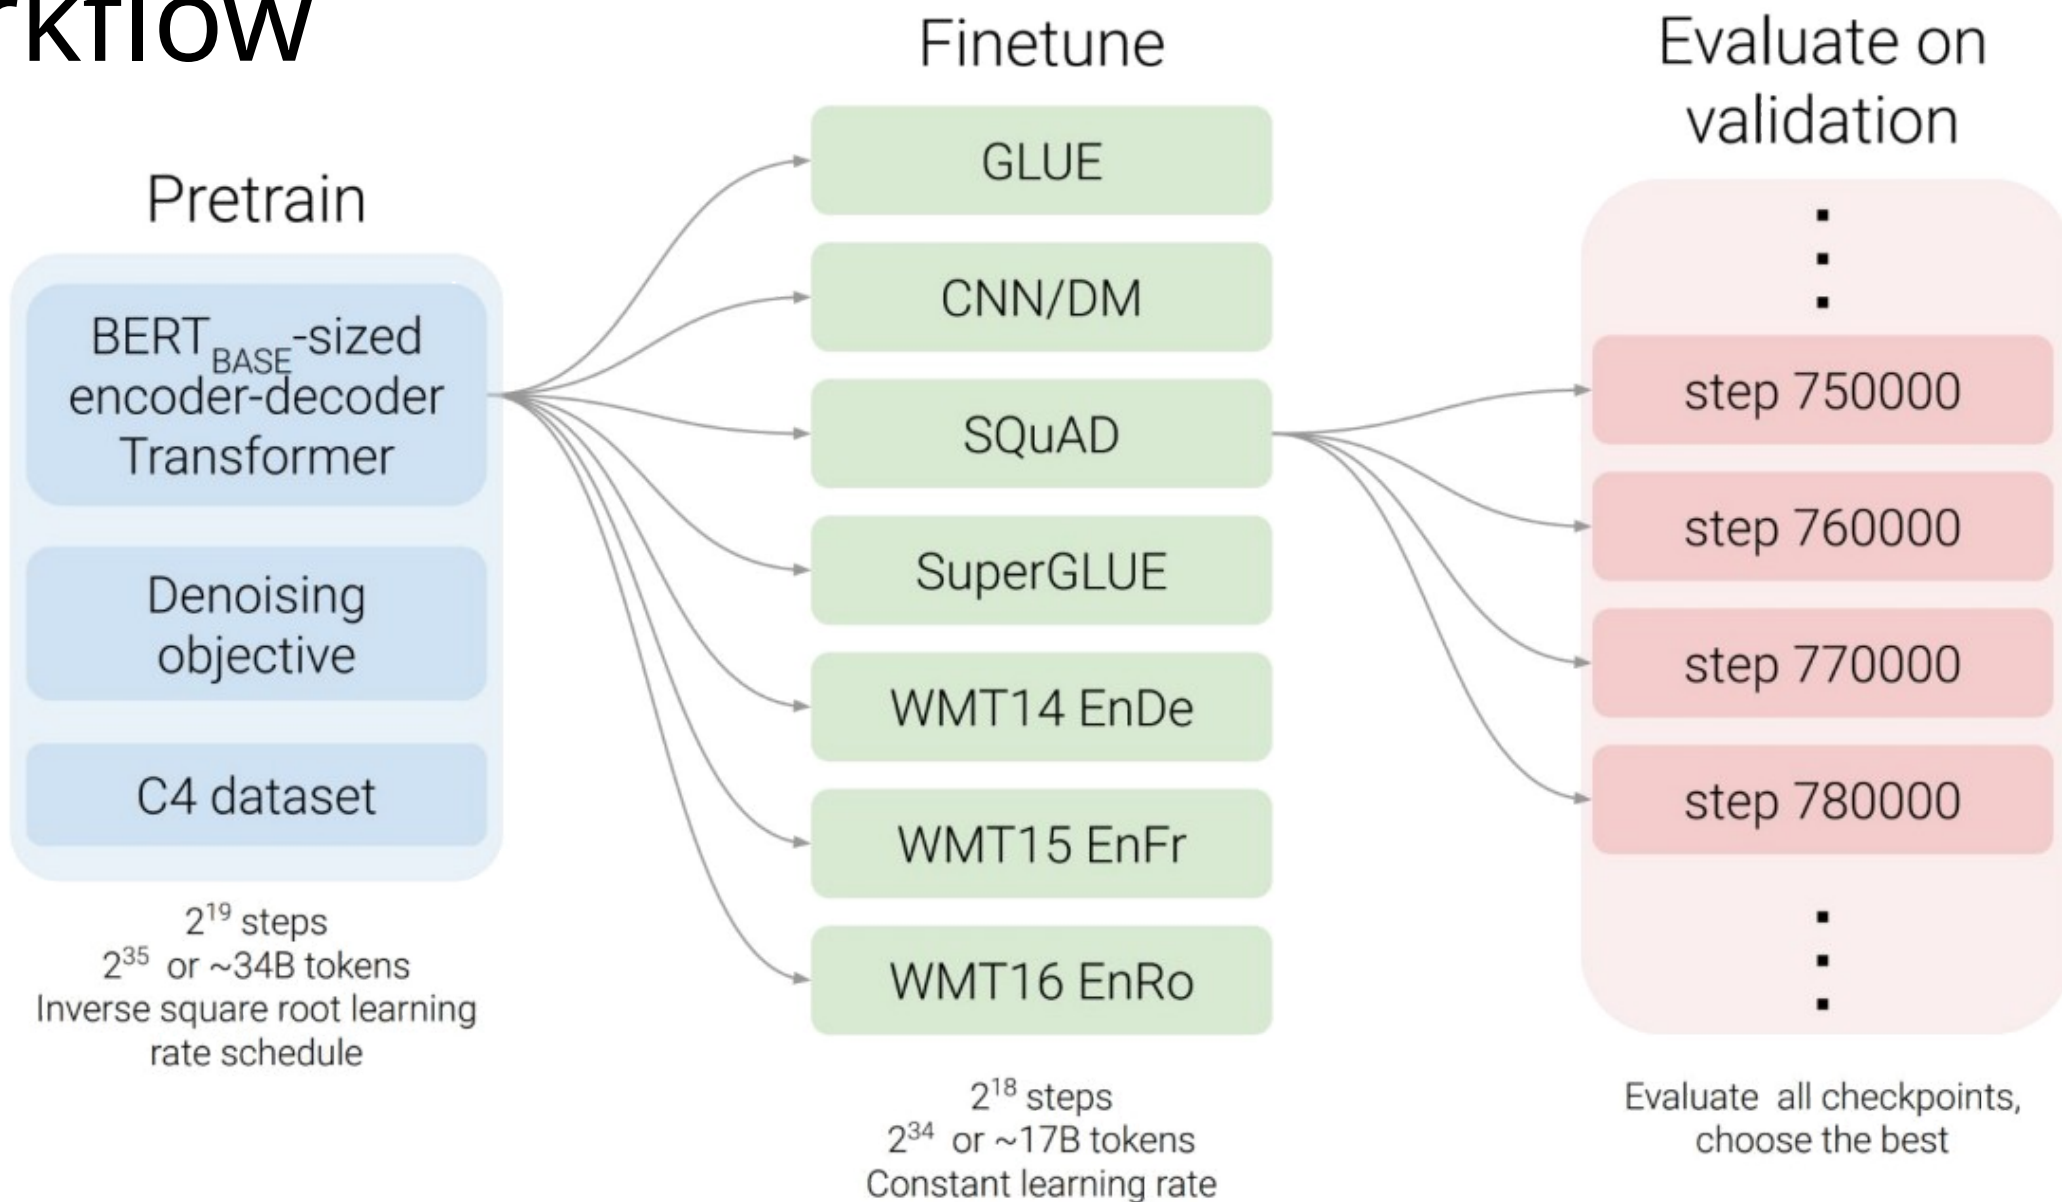 rkflow
Pretrain
BERT_BASE-sized
encoder-decoder
Transformer
Denoising
objective
C4 dataset
2^19 steps
2^35 or ~34B tokens
Inverse square root learning
rate schedule
Finetune
GLUE
CNN/DM
SQuAD
SuperGLUE
WMT14 EnDe
WMT15 EnFr
WMT16 EnRo
2^18 steps
2^34 or ~17B tokens
Constant learning rate
Evaluate on
validation
step 750000
step 760000
step 770000
step 780000
Evaluate all checkpoints,
choose the best